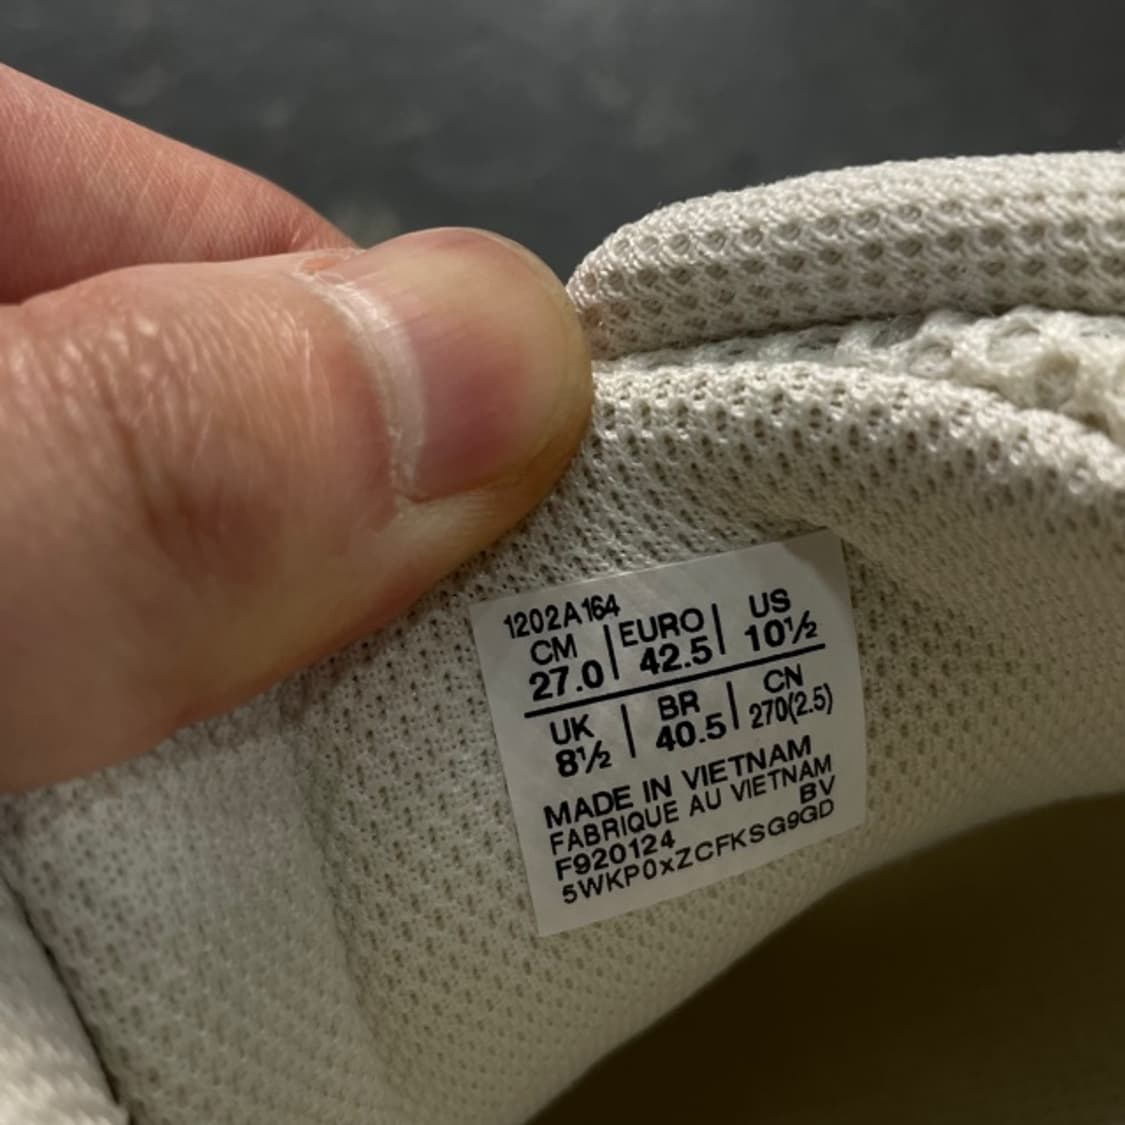 1202A164
CM | EURO | US
27.0 | 42.5 | 10½
UK | BR | CN
8½ | 40.5 | 270(2.5)
MADE IN VIETNAM
FABRIQUE AU VIETNAM
BV
F920124
5WKP0xZCFKSG9GD